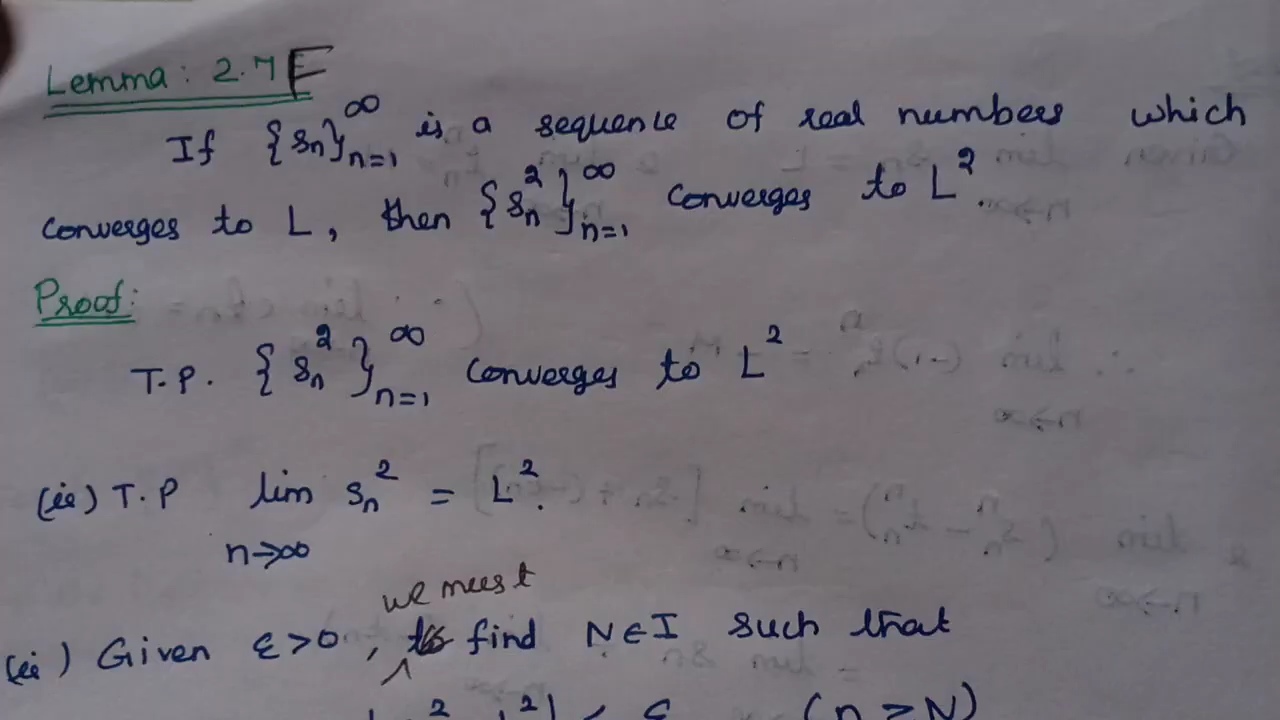 Lemma: 2.7 E
If {sn}∞n=1 is a sequence of real numbers which
converges to L, then {sn²}∞n=1 converges to L².
Proof:
T.P. {sn²}∞n=1 converges to L²
(ie) T.P lim sn² = L².
n→∞
we must
(ie) Given ε>0, find N∈I such that
(n ≥ N)